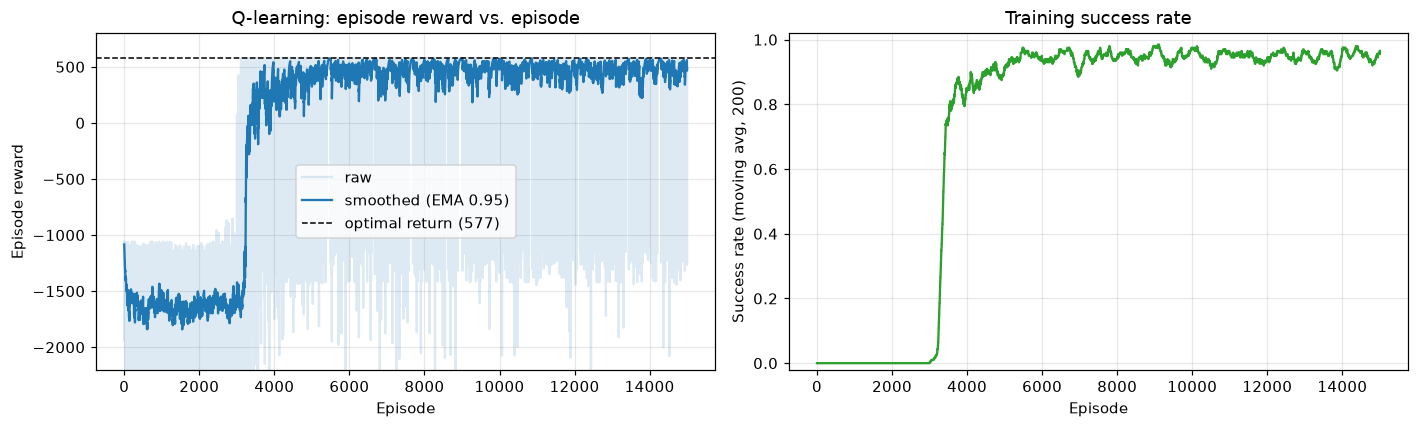 Q-learning: episode reward vs. episode
Episode reward
500
0
−500
−1000
−1500
−2000
raw
smoothed (EMA 0.95)
optimal return (577)
0 2000 4000 6000 8000 10000 12000 14000
Episode
Training success rate
Success rate (moving avg, 200)
1.0
0.8
0.6
0.4
0.2
0.0
0 2000 4000 6000 8000 10000 12000 14000
Episode